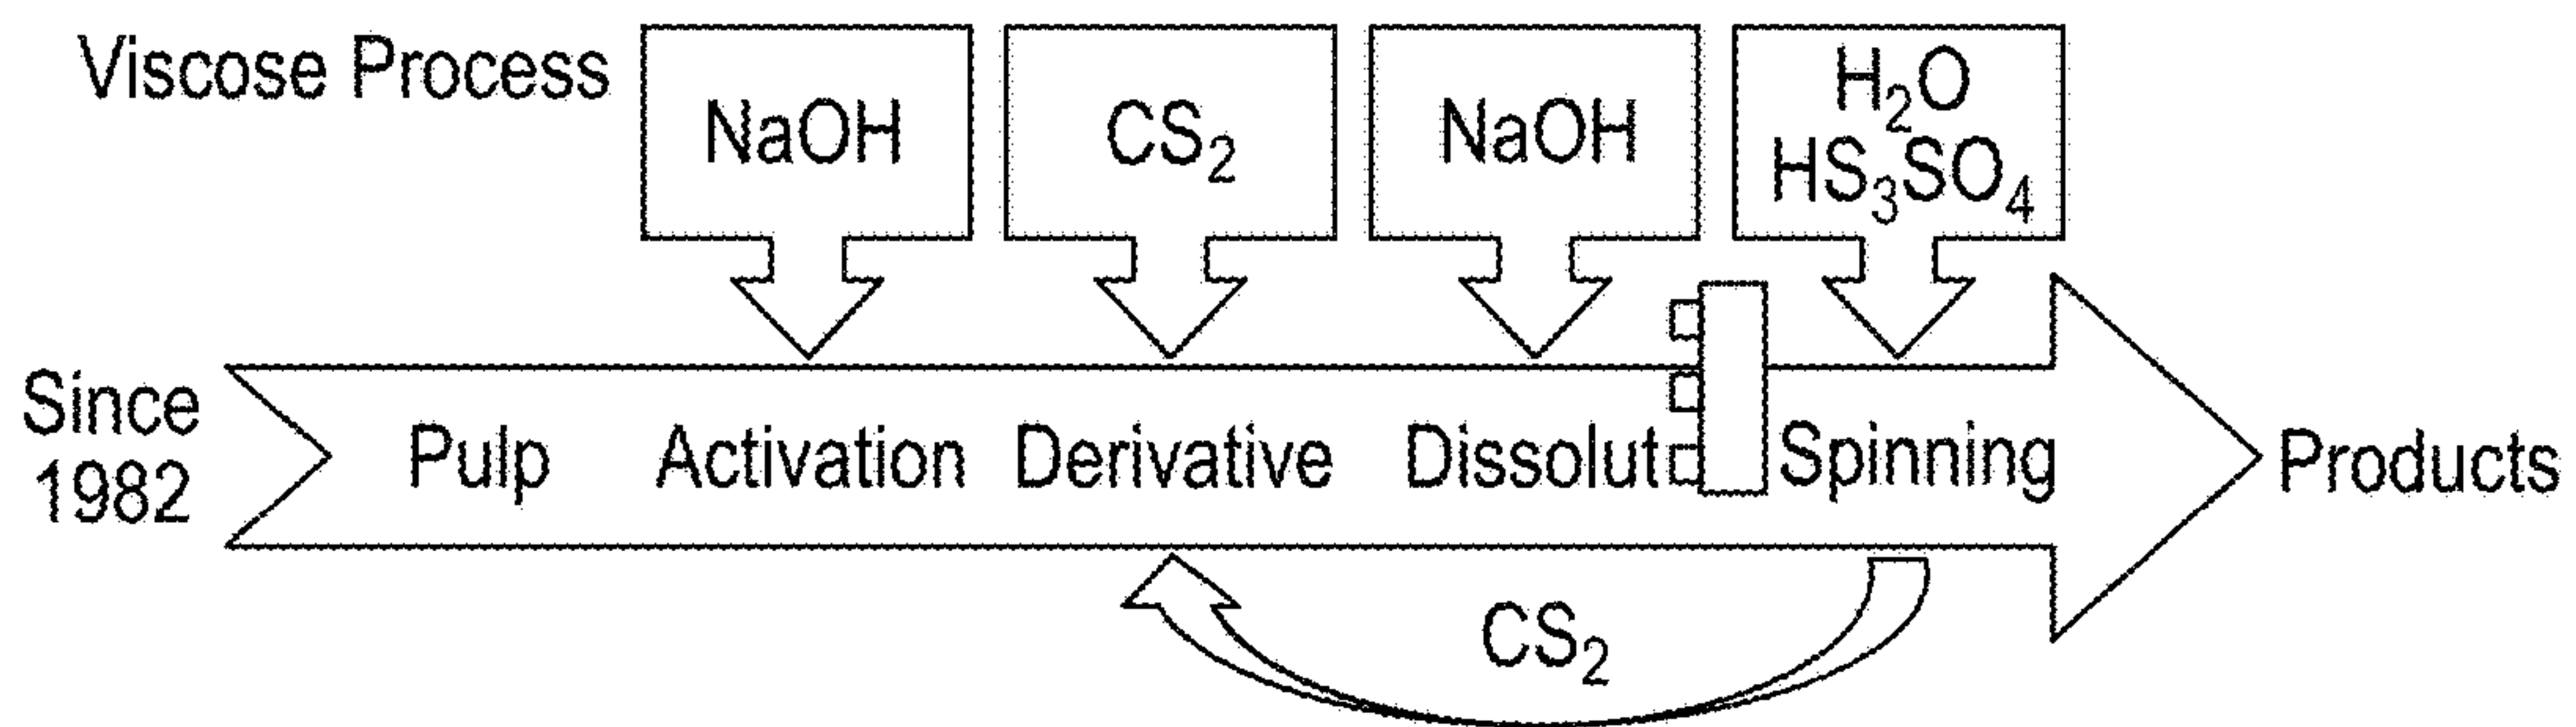 Viscose Process
NaOH
CS₂
NaOH
H₂O
HS₃SO₄
Since
1982
Pulp
Activation
Derivative
Dissolut
Spinning
Products
CS₂